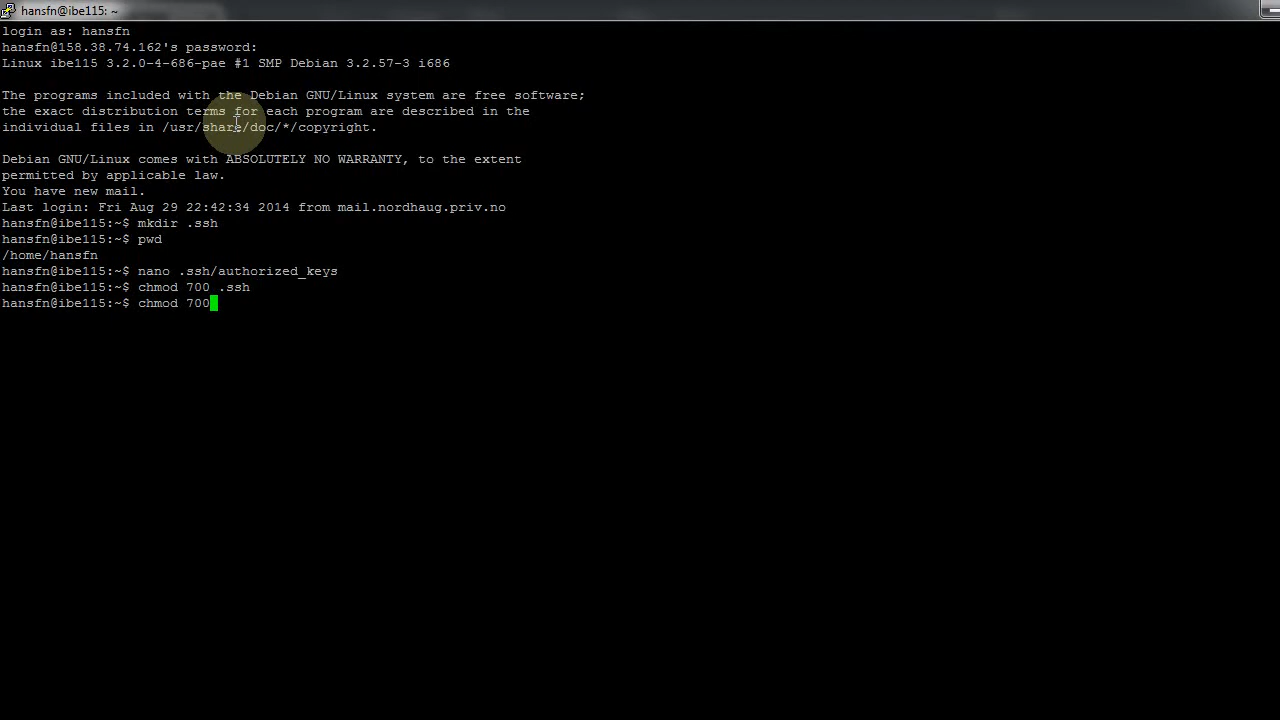 hansfn@ibe115: ~
login as: hansfn
hansfn@158.38.74.162's password:
Linux ibe115 3.2.0-4-686-pae #1 SMP Debian 3.2.57-3 i686
The programs included with the Debian GNU/Linux system are free software;
the exact distribution terms for each program are described in the
individual files in /usr/share/doc/*/copyright.
Debian GNU/Linux comes with ABSOLUTELY NO WARRANTY, to the extent
permitted by applicable law.
You have new mail.
Last login: Fri Aug 29 22:42:34 2014 from mail.nordhaug.priv.no
hansfn@ibe115:~$ mkdir .ssh
hansfn@ibe115:~$ pwd
/home/hansfn
hansfn@ibe115:~$ nano .ssh/authorized_keys
hansfn@ibe115:~$ chmod 700 .ssh
hansfn@ibe115:~$ chmod 700